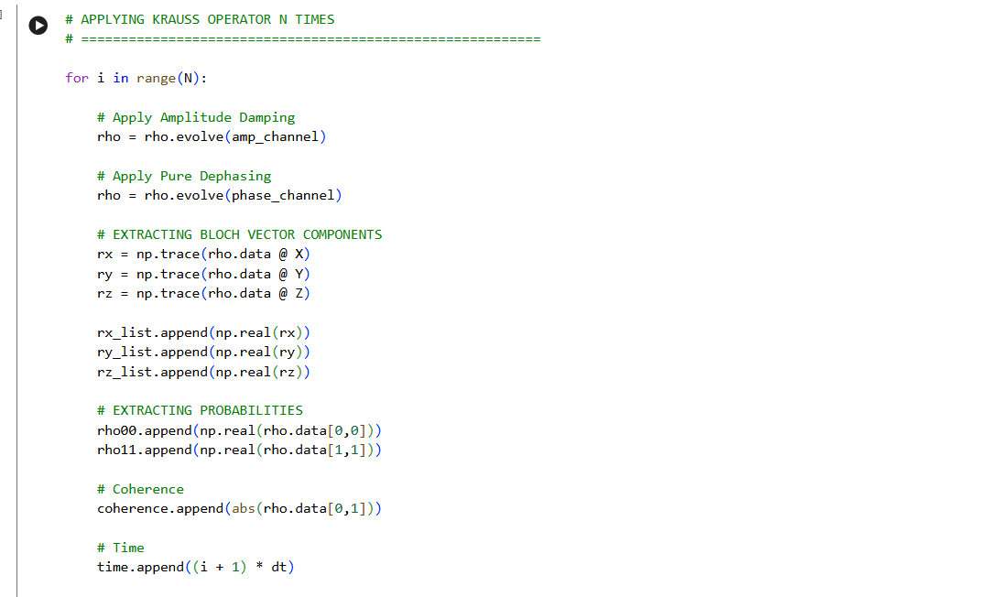 # APPLYING KRAUSS OPERATOR N TIMES
# ==========================================================
for i in range(N):
# Apply Amplitude Damping
rho = rho.evolve(amp_channel)
# Apply Pure Dephasing
rho = rho.evolve(phase_channel)
# EXTRACTING BLOCH VECTOR COMPONENTS
rx = np.trace(rho.data @ X)
ry = np.trace(rho.data @ Y)
rz = np.trace(rho.data @ Z)
rx_list.append(np.real(rx))
ry_list.append(np.real(ry))
rz_list.append(np.real(rz))
# EXTRACTING PROBABILITIES
rho00.append(np.real(rho.data[0,0]))
rho11.append(np.real(rho.data[1,1]))
# Coherence
coherence.append(abs(rho.data[0,1]))
# Time
time.append((i + 1) * dt)